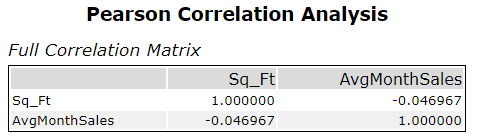 Pearson Correlation Analysis
Full Correlation Matrix
Sq_Ft AvgMonthSales
Sq_Ft 1.000000 -0.046967
AvgMonthSales -0.046967 1.000000